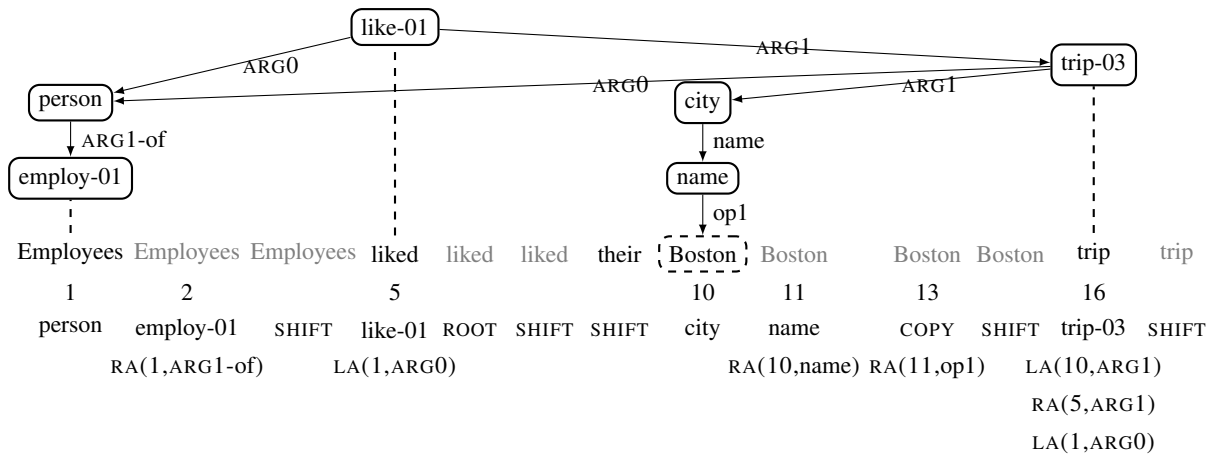 like-01
ARG0 ARG1 trip-03
person ARG0 city ARG1
ARG1-of name
employ-01 name
op1
Employees Employees Employees liked liked liked their Boston Boston Boston Boston trip trip
1 2 5 10 11 13 16
person employ-01 SHIFT like-01 ROOT SHIFT SHIFT city name COPY SHIFT trip-03 SHIFT
RA(1,ARG1-of) LA(1,ARG0) RA(10,name) RA(11,op1) LA(10,ARG1)
RA(5,ARG1)
LA(1,ARG0)